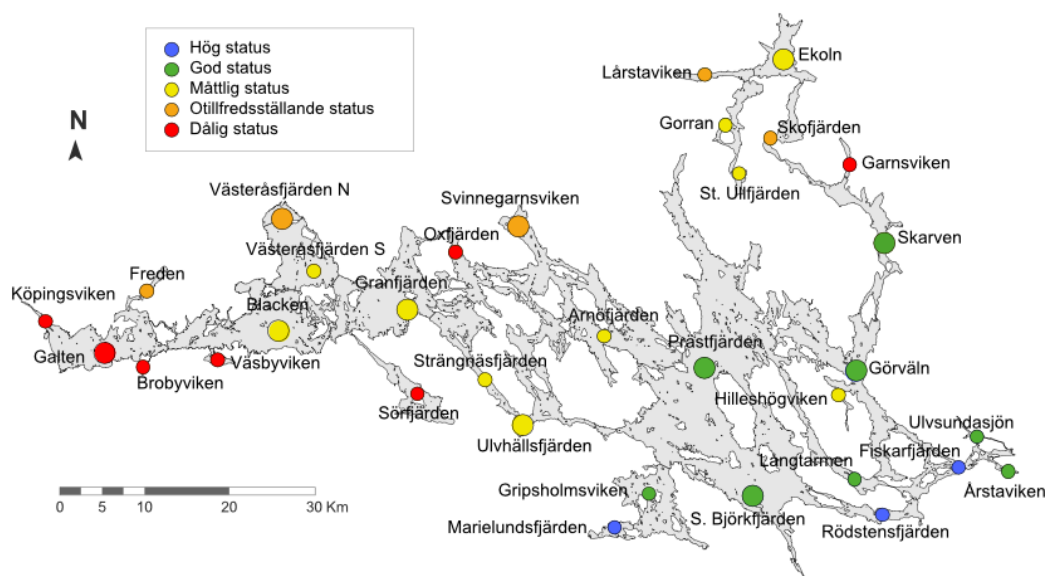 Hög status
God status
Måttlig status
Otillfredsställande status
Dålig status
N
Ekoln
Lårstaviken
Gorran
Skofjärden
Garnsviken
St. Ullfjärden
Västeråsfjärden N
Svinnegarnsviken
Oxfjärden
Skarven
Västeråsfjärden S
Freden
Granfjärden
Köpingsviken
Blacken
Arnöfjärden
Galten
Prästfjärden
Strängnäsfjärden
Görväln
Väsbyviken
Brobyviken
Hilleshögviken
Sörfjärden
Ulvsundasjön
Ulvhällsfjärden
Fiskarfjärden
Långtarmen
Gripsholmsviken
Årstaviken
S. Björkfjärden
Marielundsfjärden
Rödstensfjärden
0 5 10 20 30 Km